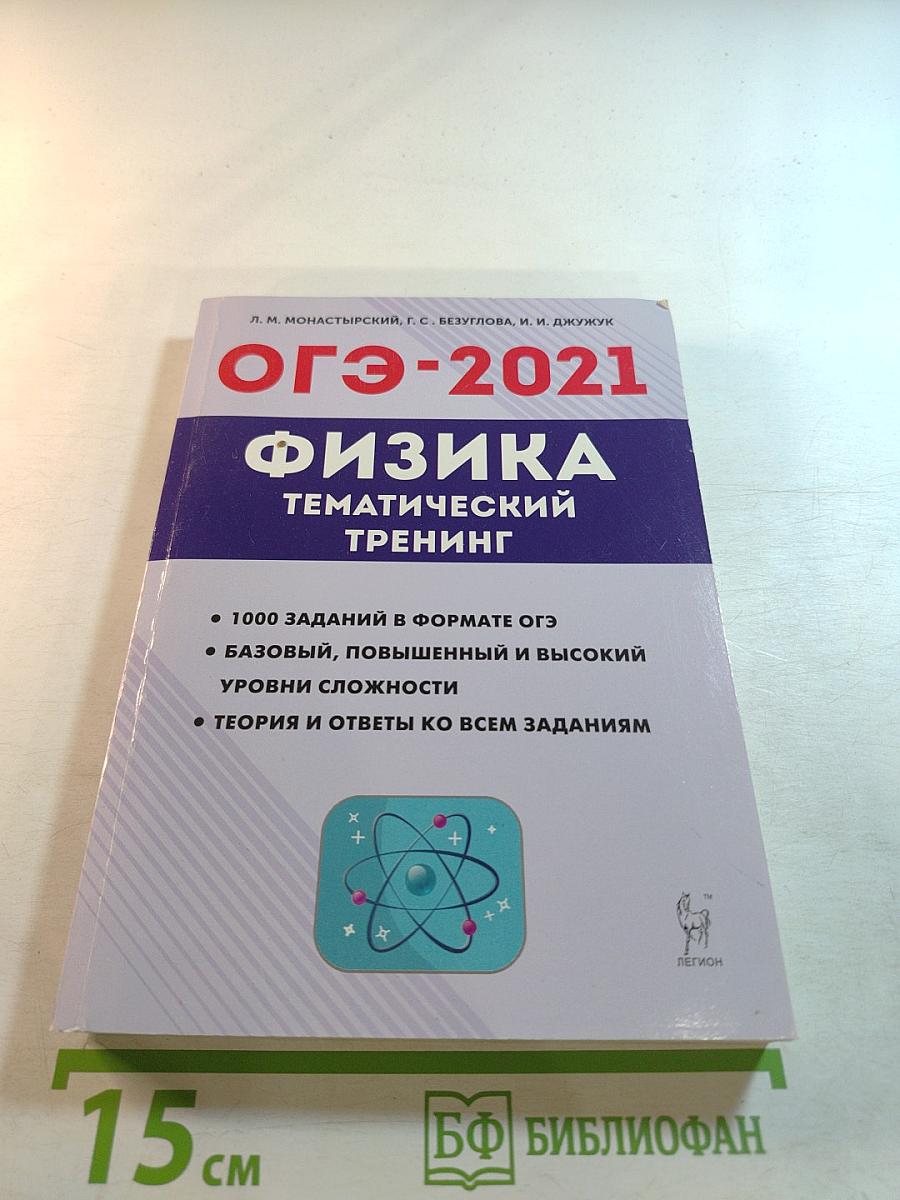 Л. М. МОНАСТЫРСКИЙ, Г. С. БЕЗУГЛОВА, И. И. ДЖУЖУК
ОГЭ-2021
ФИЗИКА
ТЕМАТИЧЕСКИЙ
ТРЕНИНГ
• 1000 ЗАДАНИЙ В ФОРМАТЕ ОГЭ
• БАЗОВЫЙ, ПОВЫШЕННЫЙ И ВЫСОКИЙ
УРОВНИ СЛОЖНОСТИ
• ТЕОРИЯ И ОТВЕТЫ КО ВСЕМ ЗАДАНИЯМ
TM
ЛЕГИОН
15 СМ
БФ БИБЛИОФАН